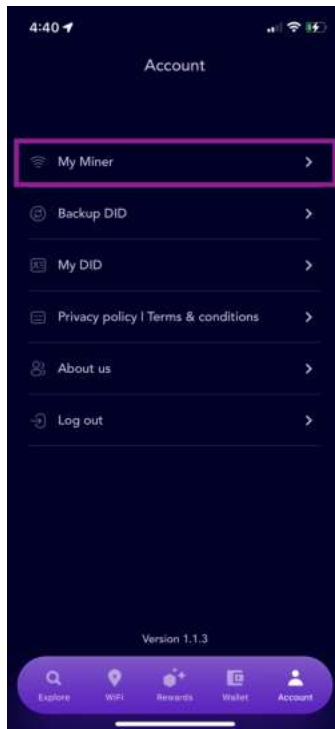 4:40
Account
My Miner
Backup DID
My DID
Privacy policy I Terms & conditions
About us
Log out
Version 1.1.3
Explore WiFi Rewards Wallet Account